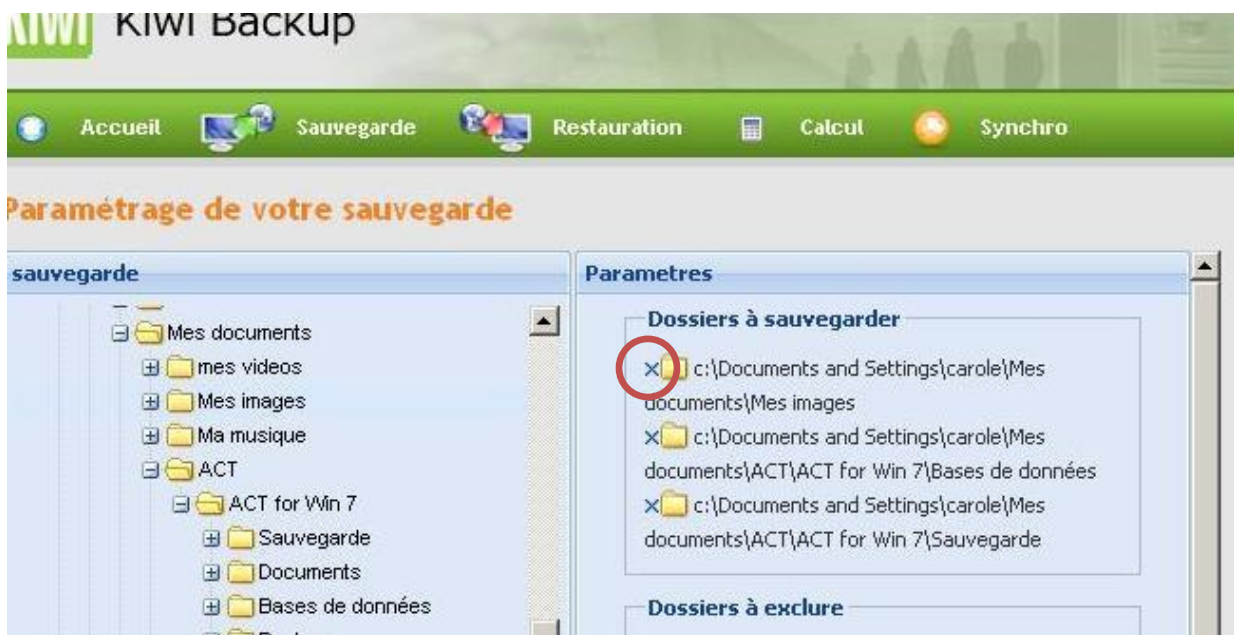 KIWI Kiwi Backup
Accueil Sauvegarde Restauration Calcul Synchro
Paramétrage de votre sauvegarde
sauvegarde
Mes documents
mes videos
Mes images
Ma musique
ACT
ACT for Win 7
Sauvegarde
Documents
Bases de données
Parametres
Dossiers à sauvegarder
c:\Documents and Settings\carole\Mes
documents\Mes images
c:\Documents and Settings\carole\Mes
documents\ACT\ACT for Win 7\Bases de données
c:\Documents and Settings\carole\Mes
documents\ACT\ACT for Win 7\Sauvegarde
Dossiers à exclure